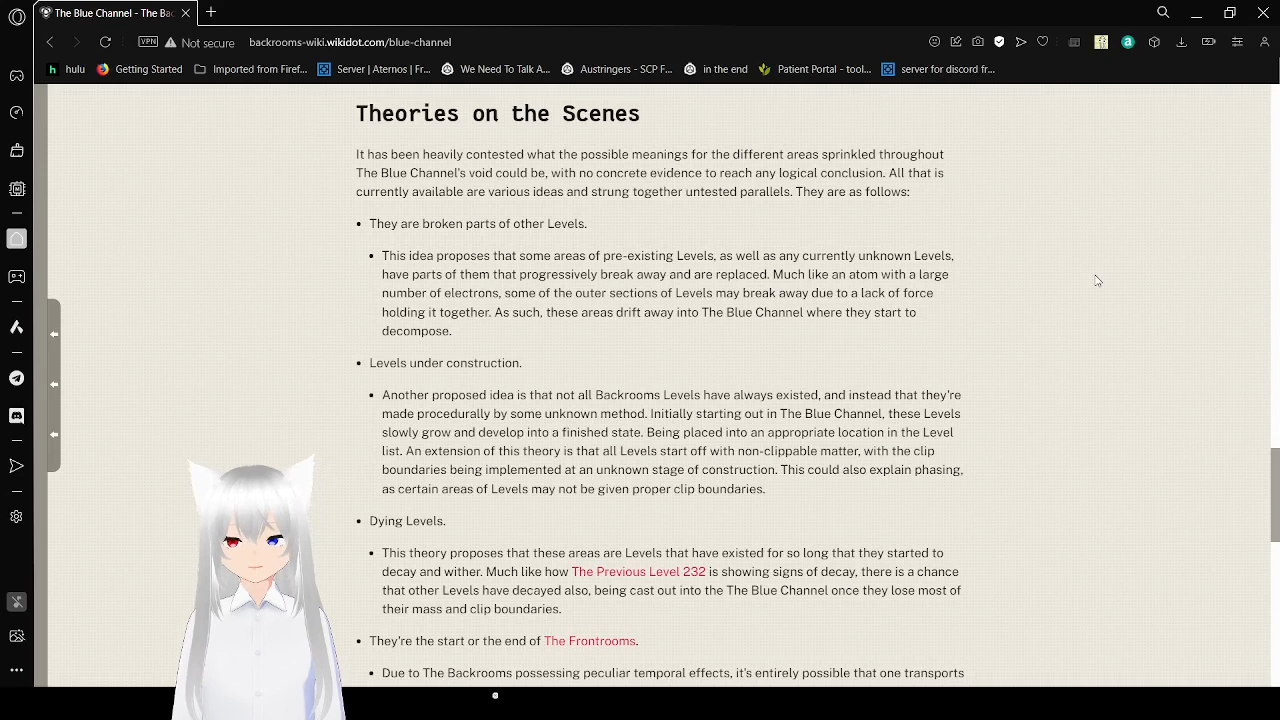 The Blue Channel - The Bac
VPN
Not secure
backrooms-wiki.wikidot.com/blue-channel
hulu
Getting Started
Imported from Firef...
Server | Aternos | Fr...
We Need To Talk A...
Austringers - SCP F...
in the end
Patient Portal - tool...
server for discord fr...
Theories on the Scenes
It has been heavily contested what the possible meanings for the different areas sprinkled throughout
The Blue Channel's void could be, with no concrete evidence to reach any logical conclusion. All that is
currently available are various ideas and strung together untested parallels. They are as follows:
• They are broken parts of other Levels.
• This idea proposes that some areas of pre-existing Levels, as well as any currently unknown Levels,
have parts of them that progressively break away and are replaced. Much like an atom with a large
number of electrons, some of the outer sections of Levels may break away due to a lack of force
holding it together. As such, these areas drift away into The Blue Channel where they start to
decompose.
• Levels under construction.
• Another proposed idea is that not all Backrooms Levels have always existed, and instead that they're
made procedurally by some unknown method. Initially starting out in The Blue Channel, these Levels
slowly grow and develop into a finished state. Being placed into an appropriate location in the Level
list. An extension of this theory is that all Levels start off with non-clippable matter, with the clip
boundaries being implemented at an unknown stage of construction. This could also explain phasing,
as certain areas of Levels may not be given proper clip boundaries.
• Dying Levels.
• This theory proposes that these areas are Levels that have existed for so long that they started to
decay and wither. Much like how The Previous Level 232 is showing signs of decay, there is a chance
that other Levels have decayed also, being cast out into the The Blue Channel once they lose most of
their mass and clip boundaries.
• They're the start or the end of The Frontrooms.
• Due to The Backrooms possessing peculiar temporal effects, it's entirely possible that one transports